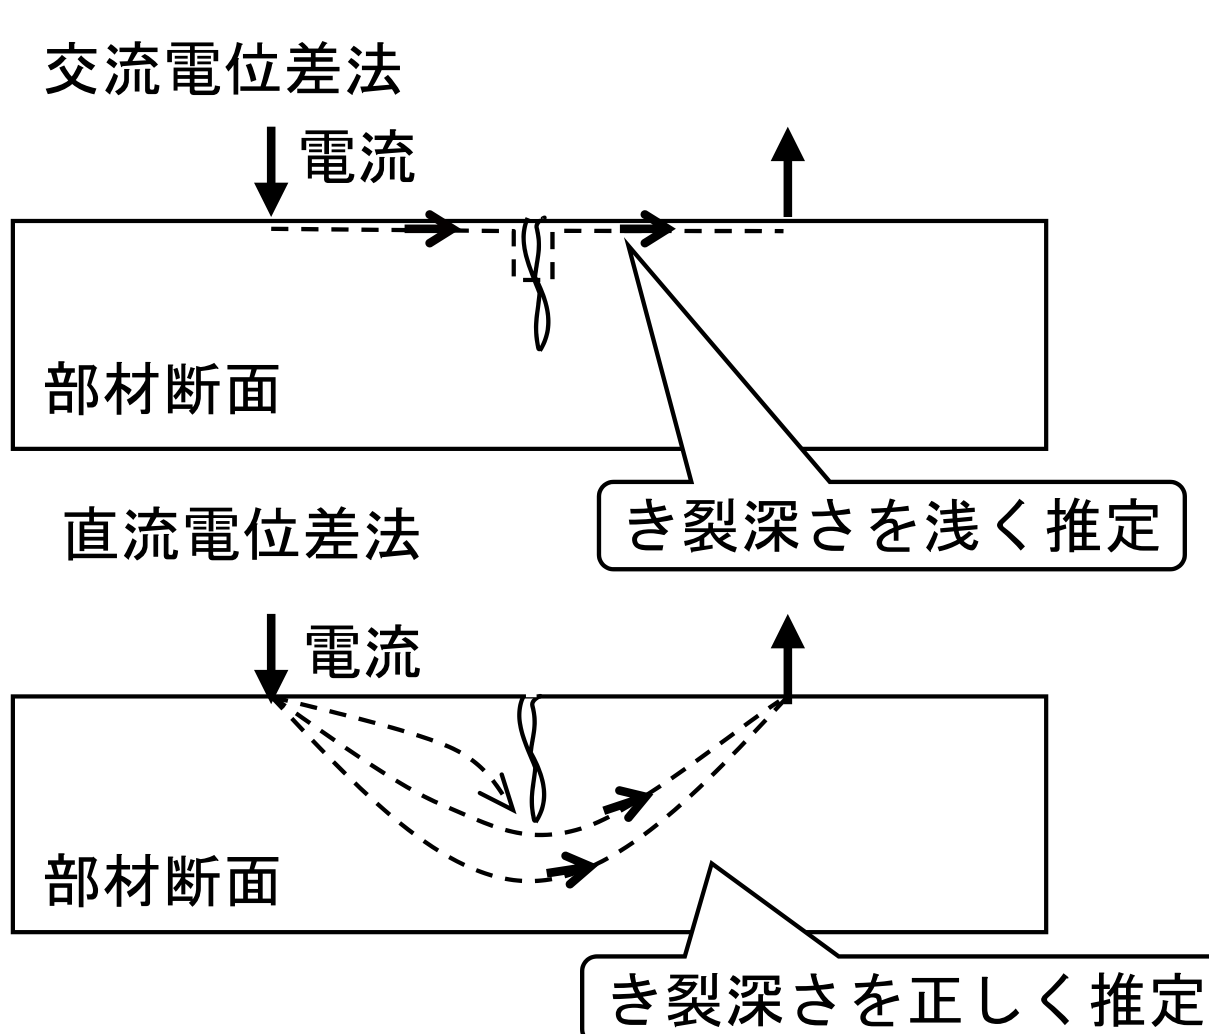 交流電位差法
電流
部材断面
き裂深さを浅く推定
直流電位差法
電流
部材断面
き裂深さを正しく推定